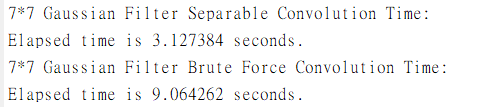 7*7 Gaussian Filter Separable Convolution Time:
Elapsed time is 3.127384 seconds.
7*7 Gaussian Filter Brute Force Convolution Time:
Elapsed time is 9.064262 seconds.